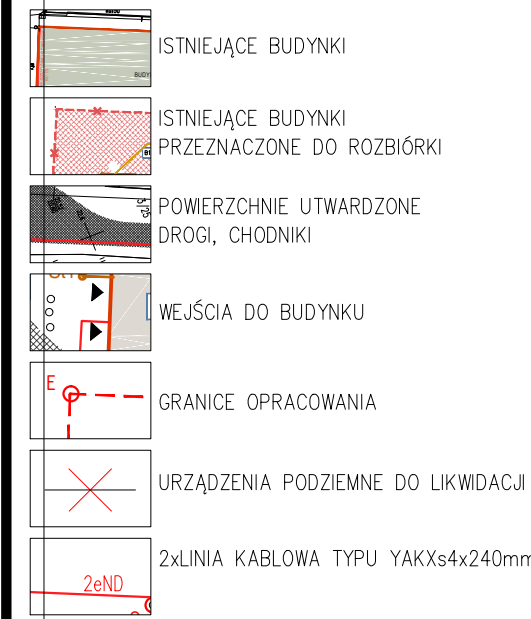 ISTNIEJĄCE BUDYNKI
ISTNIEJĄCE BUDYNKI
PRZEZNACZONE DO ROZBIÓRKI
POWIERZCHNIE UTWARDZONE
DROGI, CHODNIKI
WEJŚCIA DO BUDYNKU
E
GRANICE OPRACOWANIA
URZĄDZENIA PODZIEMNE DO LIKWIDACJI
2xLINIA KABLOWA TYPU YAKXs4x240mm
2eND